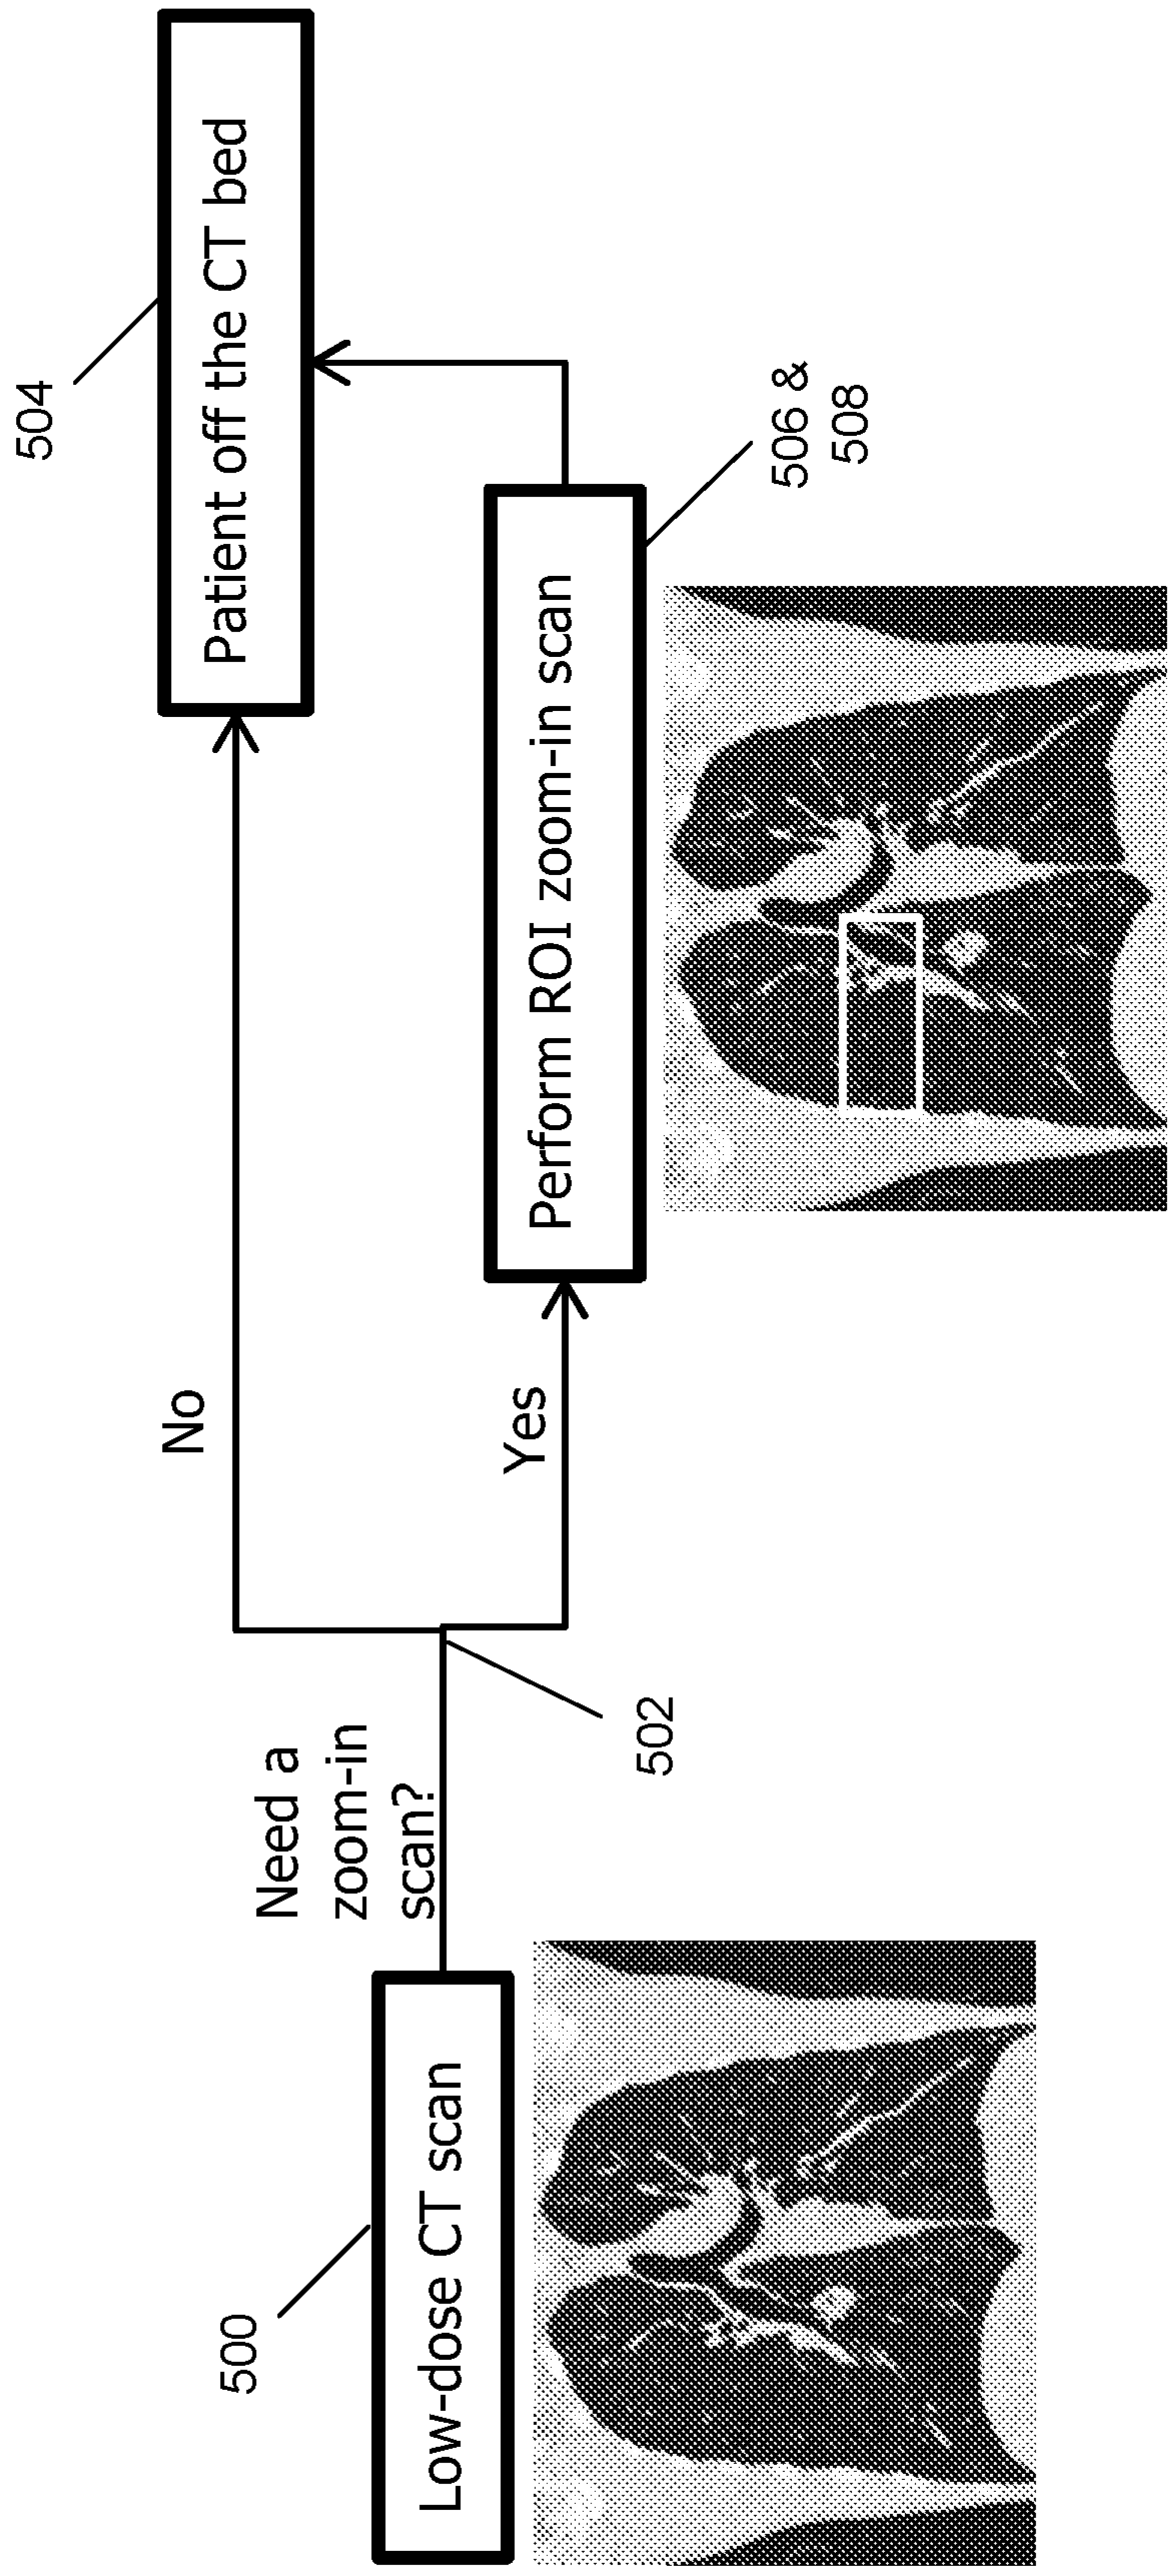 500
Low-dose CT scan
Need a
zoom-in
scan?
502
No
Yes
504
Patient off the CT bed
Perform ROI zoom-in scan
506 &
508